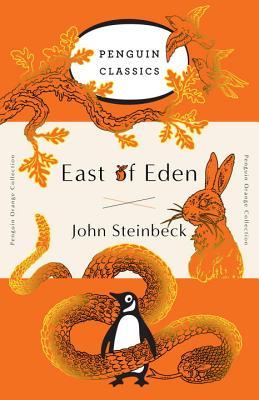 PENGUIN
CLASSICS
East of Eden
John Steinbeck
Penguin Orange Collection
Penguin Orange Collection